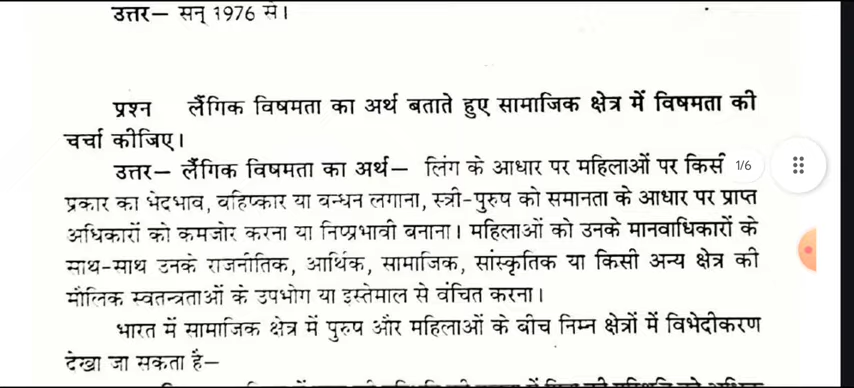 उत्तर— सन् 1976 से।
प्रश्न लैंगिक विषमता का अर्थ बताते हुए सामाजिक क्षेत्र में विषमता की
चर्चा कीजिए।
उत्तर— लैंगिक विषमता का अर्थ— लिंग के आधार पर महिलाओं पर किसी 1/6
प्रकार का भेदभाव, वहिष्कार या बन्धन लगाना, स्त्री-पुरुष को समानता के आधार पर प्राप्त
अधिकारों को कमजोर करना या निष्प्रभावी बनाना। महिलाओं को उनके मानवाधिकारों के
साथ-साथ उनके राजनीतिक, आर्थिक, सामाजिक, सांस्कृतिक या किसी अन्य क्षेत्र की
मौलिक स्वतन्त्रताओं के उपभोग या इस्तेमाल से वंचित करना।
भारत में सामाजिक क्षेत्र में पुरुष और महिलाओं के बीच निम्न क्षेत्रों में विभेदीकरण
देखा जा सकता है—